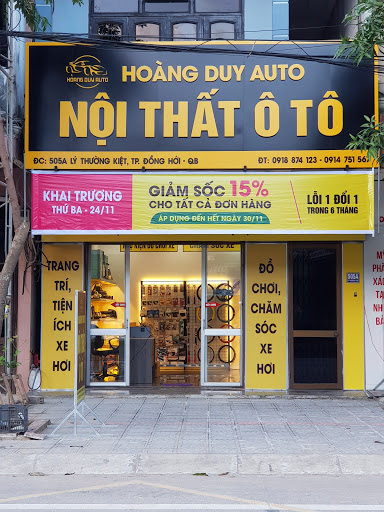 HOÀNG DUY AUTO
HOÀNG DUY AUTO
NỘI THẤT Ô TÔ
ĐC: 505A LÝ THƯỜNG KIỆT, TP. ĐỒNG HỚI - QB
ĐT: 0918 874 123 - 0914 751 56
KHAI TRƯƠNG
THỨ BA - 24/11
GIẢM SỐC 15%
CHO TẤT CẢ ĐƠN HÀNG
ÁP DỤNG ĐẾN HẾT NGÀY 30/11
LỖI 1 ĐỔI 1
TRONG 6 THÁNG
TRANG
TRÍ,
TIỆN
ÍCH
XE
HƠI
ĐỒ
CHƠI,
CHĂM
SÓC
XE
HƠI
505A